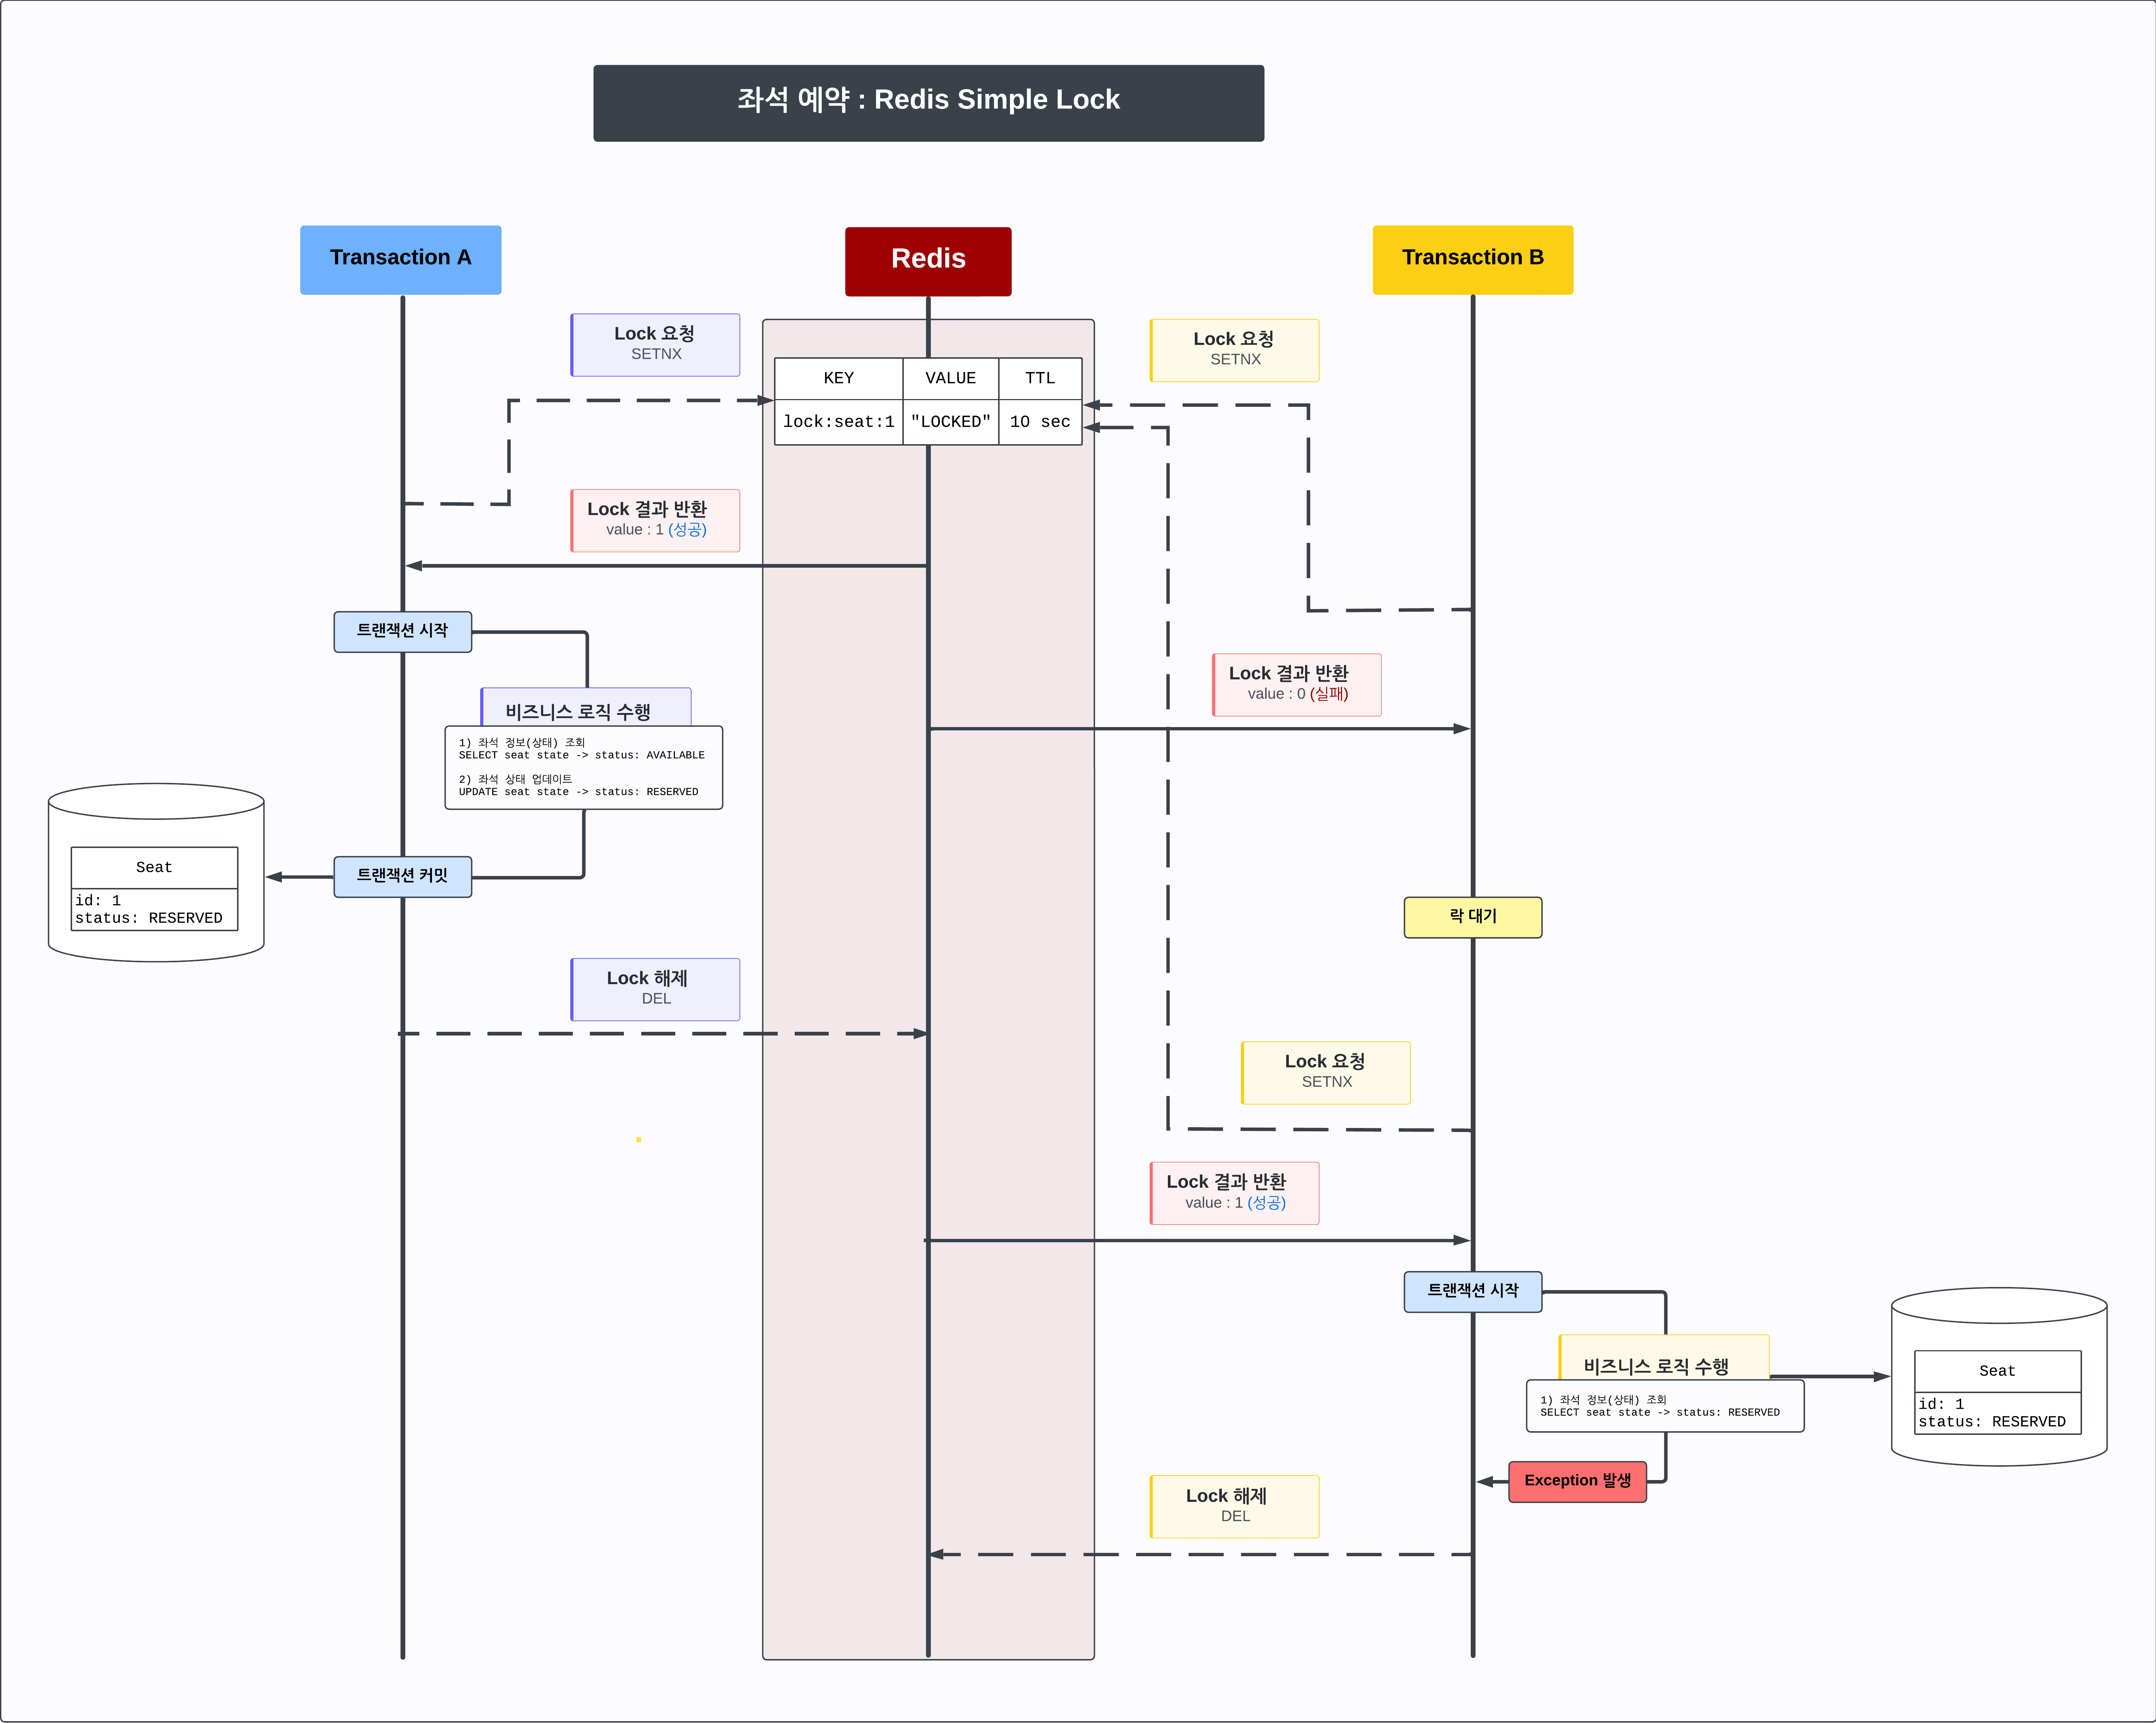 좌석 예약 : Redis Simple Lock
Transaction A
Redis
Transaction B
Lock 요청
SETNX
KEY VALUE TTL
lock:seat:1 "LOCKED" 10 sec
Lock 요청
SETNX
Lock 결과 반환
value : 1 (성공)
트랜잭션 시작
비즈니스 로직 수행
1) 좌석 정보(상태) 조회
SELECT seat state -> status: AVAILABLE
2) 좌석 상태 업데이트
UPDATE seat state -> status: RESERVED
Lock 결과 반환
value : 0 (실패)
Seat
id: 1
status: RESERVED
트랜잭션 커밋
락 대기
Lock 해제
DEL
Lock 요청
SETNX
Lock 결과 반환
value : 1 (성공)
트랜잭션 시작
비즈니스 로직 수행
1) 좌석 정보(상태) 조회
SELECT seat state -> status: RESERVED
Seat
id: 1
status: RESERVED
Exception 발생
Lock 해제
DEL